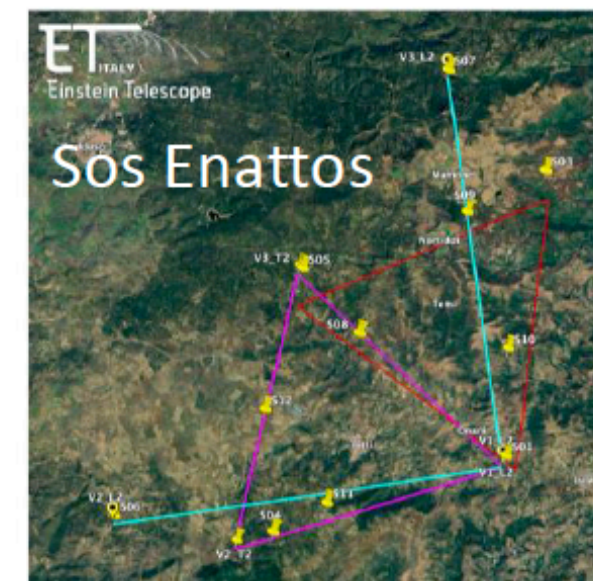 ET
ITALY
Einstein Telescope
Sos Enattos
V3_L2
S07
S03
S09
V3_T2
S05
S08
S10
S12
V1_L2
S01
V1_L2
V2_L2
S06
S11
S04
V2_T2